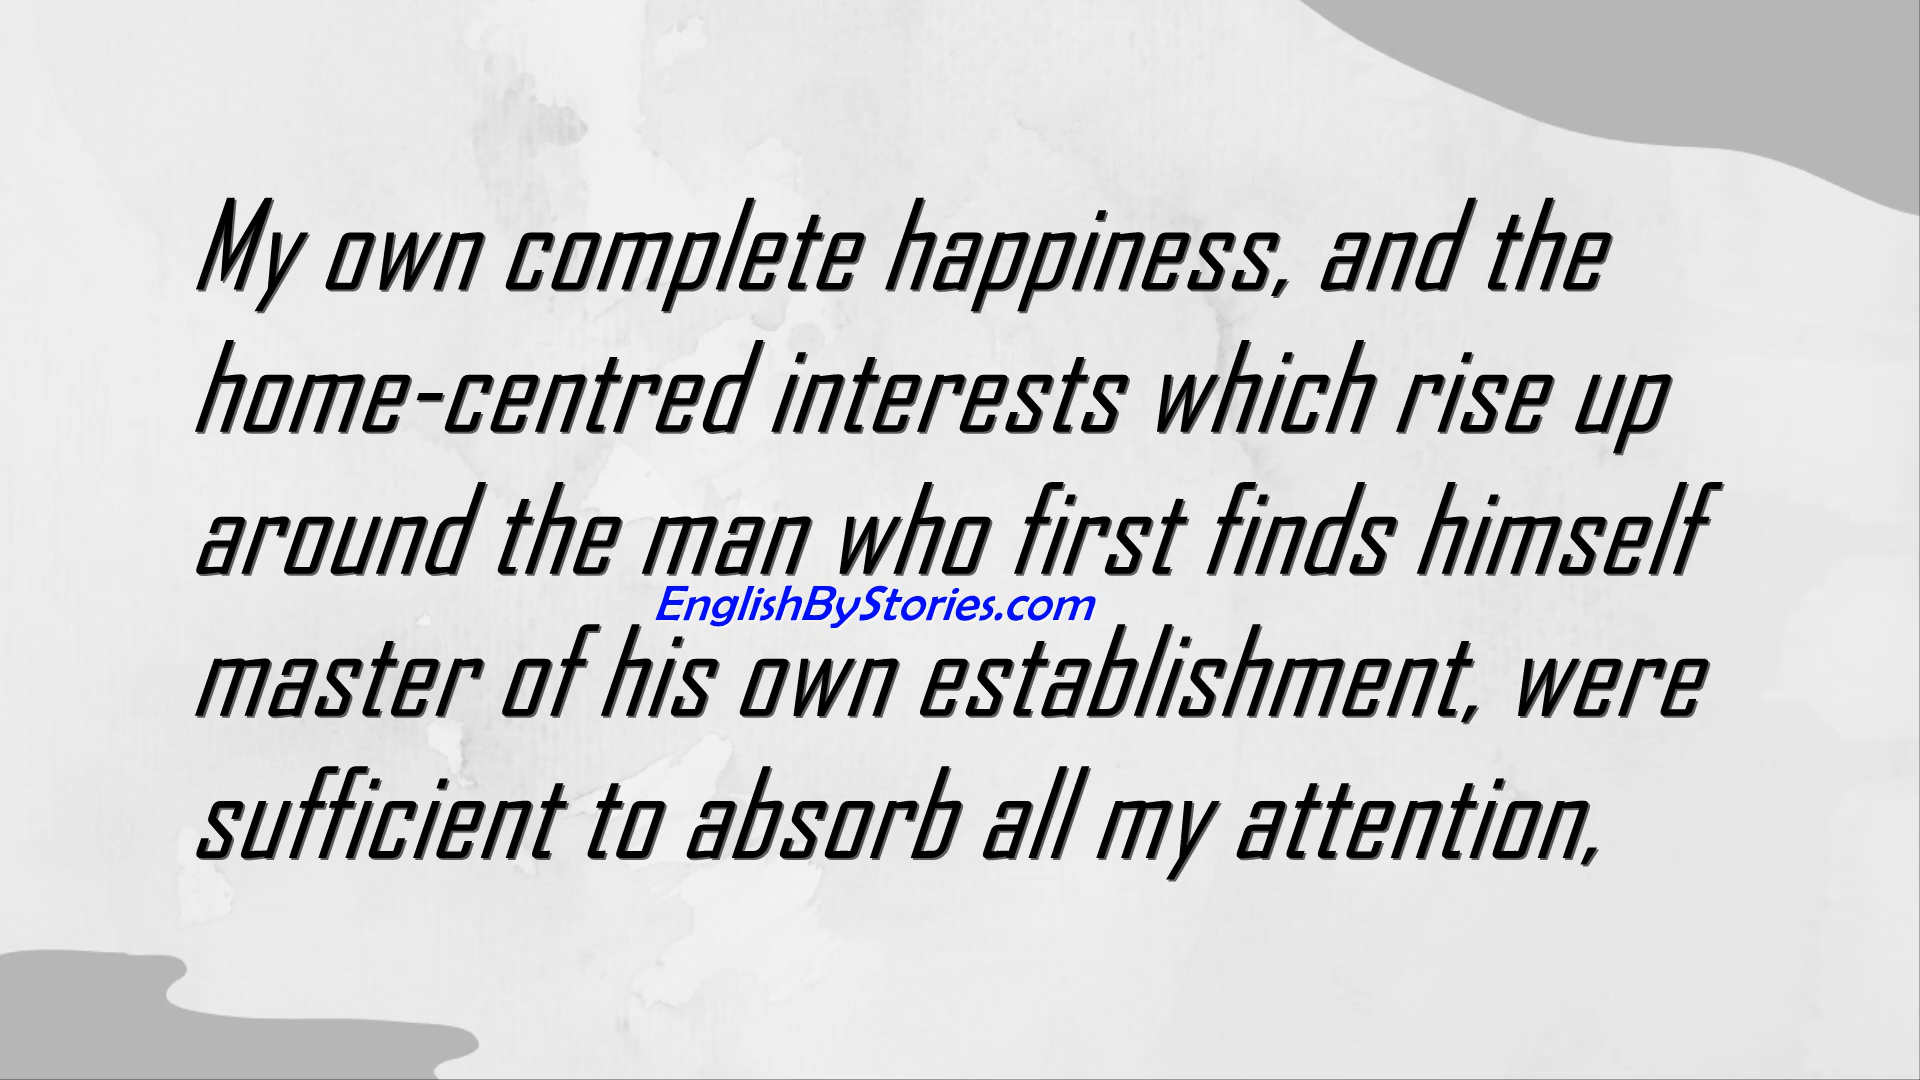 My own complete happiness, and the
home-centred interests which rise up
around the man who first finds himself
EnglishByStories.com
master of his own establishment, were
sufficient to absorb all my attention,